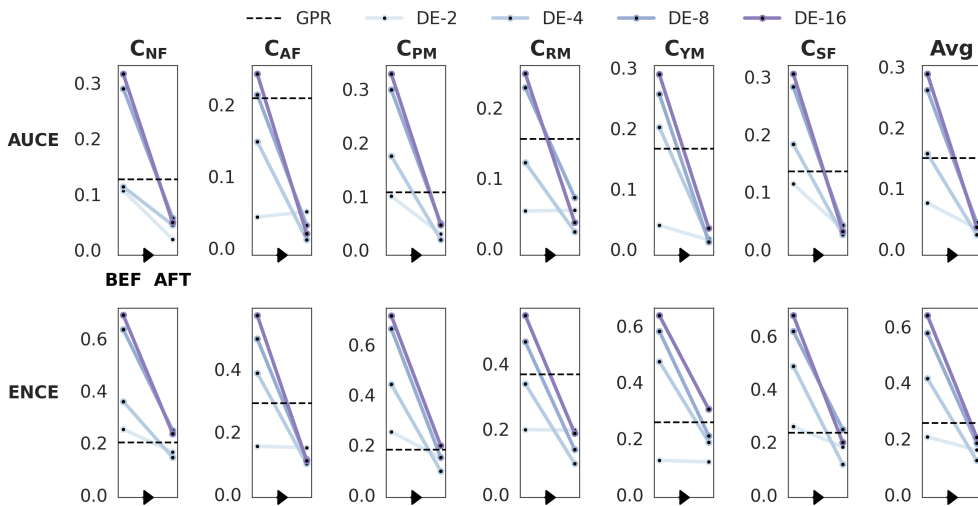 GPR DE-2 DE-4 DE-8 DE-16
C_NF C_AF C_PM C_RM C_YM C_SF Avg
AUCE
0.3 0.2 0.1 0.0
0.2 0.1 0.0
0.3 0.2 0.1 0.0
0.2 0.1 0.0
0.3 0.2 0.1 0.0
0.3 0.2 0.1 0.0
0.3 0.2 0.1 0.0
BEF AFT
ENCE
0.6 0.4 0.2 0.0
0.4 0.2 0.0
0.6 0.4 0.2 0.0
0.4 0.2 0.0
0.6 0.4 0.2 0.0
0.6 0.4 0.2 0.0
0.6 0.4 0.2 0.0